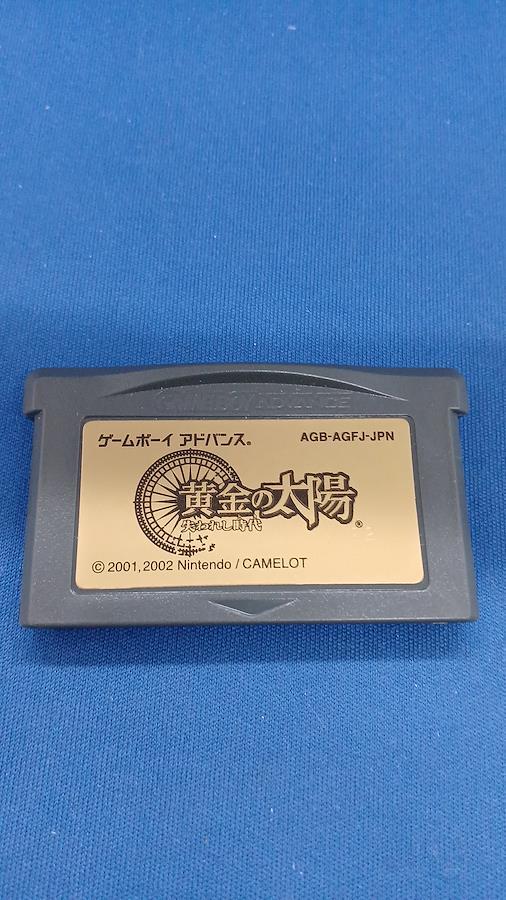 GAME BOY ADVANCE
ゲームボーイ アドバンス® AGB-AGFJ-JPN
黄金の太陽®
失われし時代
© 2001, 2002 Nintendo / CAMELOT